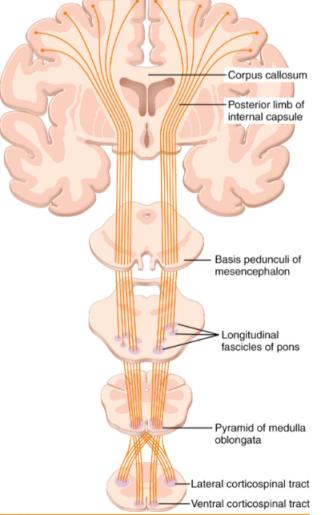 Corpus callosum
Posterior limb of
internal capsule
Basis pedunculi of
mesencephalon
Longitudinal
fascicles of pons
Pyramid of medulla
oblongata
Lateral corticospinal tract
Ventral corticospinal tract